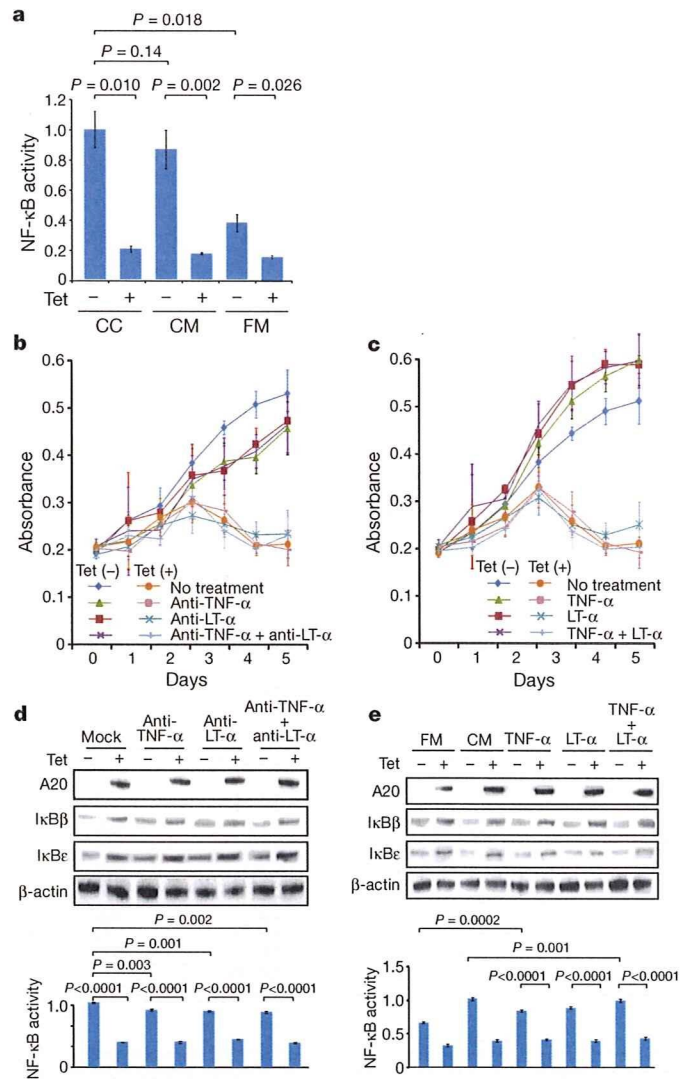 a
P = 0.018
P = 0.14
P = 0.010 P = 0.002 P = 0.026
NF-κB activity
1.2
1.0
0.8
0.6
0.4
0.2
0
Tet − + − + − +
CC CM FM
b
Absorbance
0.6
0.5
0.4
0.3
0.2
0.1
0
Tet (−) Tet (+)
No treatment
Anti-TNF-α
Anti-LT-α
Anti-TNF-α + anti-LT-α
0 1 2 3 4 5
Days
c
Absorbance
0.6
0.5
0.4
0.3
0.2
0.1
0
Tet (−) Tet (+)
No treatment
TNF-α
LT-α
TNF-α + LT-α
0 1 2 3 4 5
Days
d
Mock Anti-TNF-α Anti-LT-α Anti-TNF-α + anti-LT-α
Tet − + − + − + − +
A20
IκBβ
IκBε
β-actin
P = 0.002
P = 0.001
P = 0.003
P<0.0001 P<0.0001 P<0.0001 P<0.0001
NF-κB activity
1.0
0
e
FM CM TNF-α LT-α TNF-α + LT-α
Tet − + − + − + − + − +
A20
IκBβ
IκBε
β-actin
P = 0.0002
P = 0.001
P<0.0001 P<0.0001 P<0.0001
NF-κB activity
1.5
1.0
0.5
0